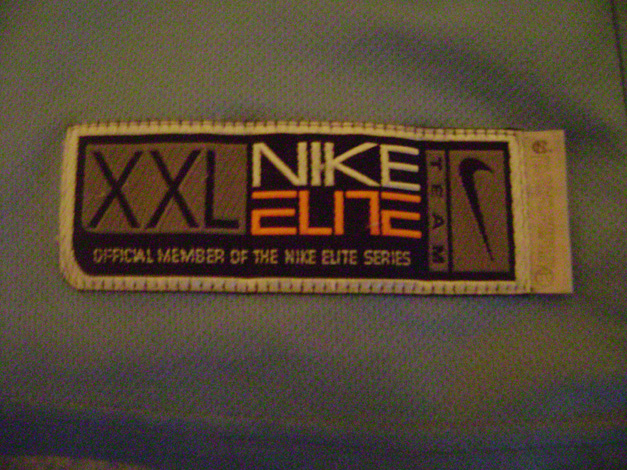 XXL
NIKE
ELITE
TEAM
OFFICIAL MEMBER OF THE NIKE ELITE SERIES